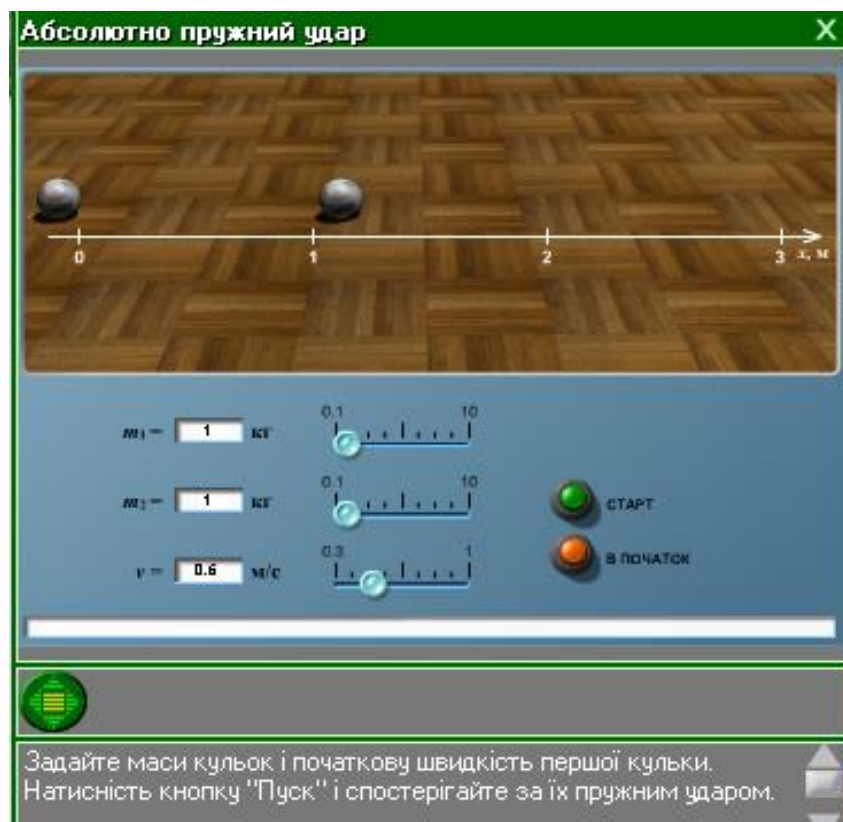 Абсолютно пружний удар
0 1 2 3 x, м
m₁ = 1 кг 0.1 10
m₂ = 1 кг 0.1 10
СТАРТ
v = 0.6 м/с 0.3 1
В ПОЧАТОК
Задайте маси кульок і початкову швидкість першої кульки.
Натисність кнопку "Пуск" і спостерігайте за їх пружним ударом.